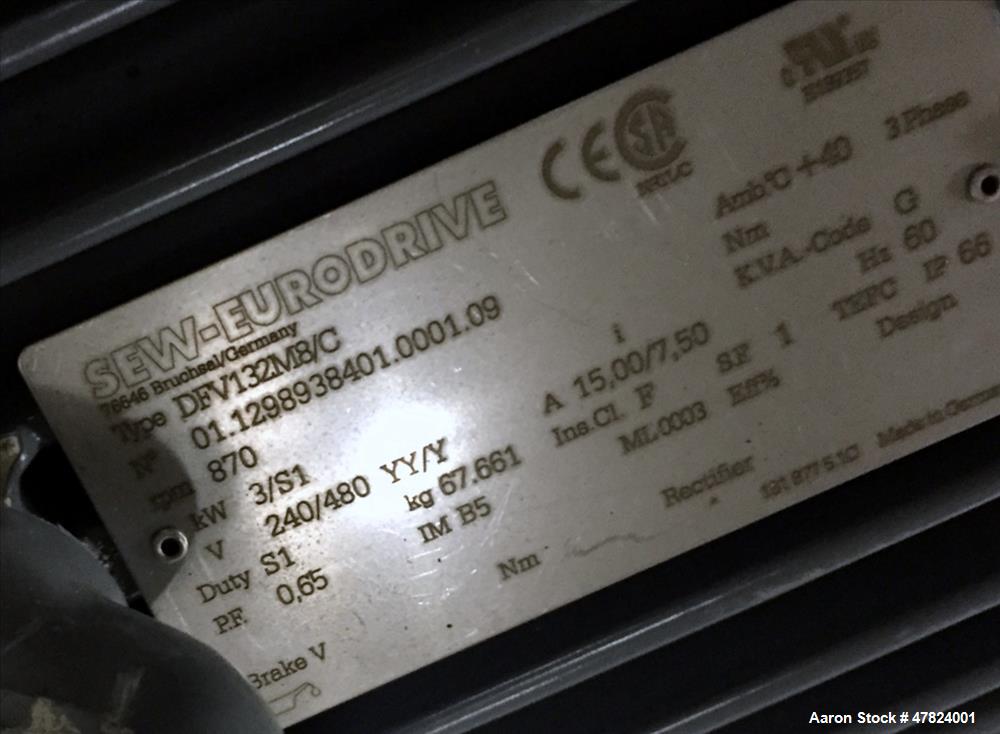 SEW-EURODRIVE CE
76646 Bruchsal/Germany
Type DFV132M8/C Amb°C +40 3 Phase
N° 01.1298938401.0001.09 Nm
rpm 870 i K.V.A.-Code G
kW 3/S1 A 15,00/7,50 Hz 60
V 240/480 YY/Y Ins.Cl. F S.F. 1 TEFC IP 66
Duty S1 kg 67.661 ML 0003 Eff% Design
P.F. 0,65 IM B5
Brake V Nm Rectifier Made in Germany
Aaron Stock # 47824001